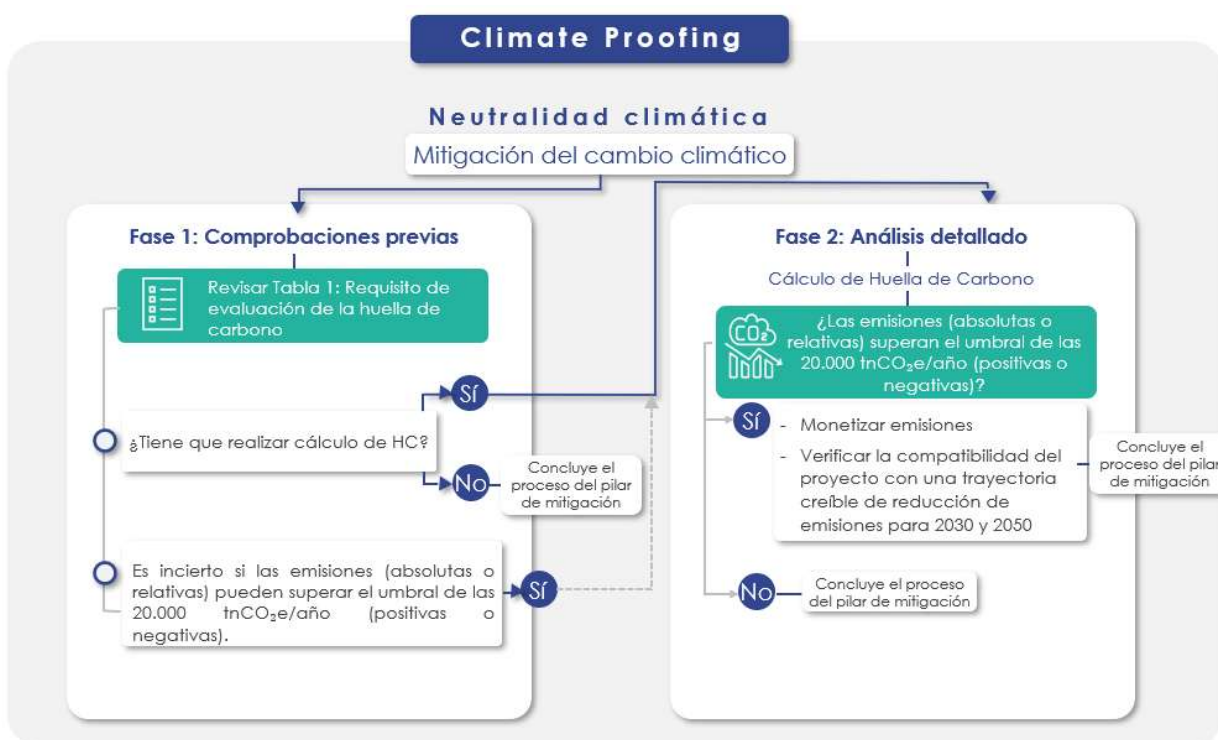 Climate Proofing
Neutralidad climática
Mitigación del cambio climático
Fase 1: Comprobaciones previas
Revisar Tabla 1: Requisito de
evaluación de la huella de
carbono
Sí
¿Tiene que realizar cálculo de HC?
No
Concluye el
proceso del pilar
de mitigación
Es incierto si las emisiones (absolutas o
relativas) pueden superar el umbral de las
20.000 tnCO₂e/año (positivas o
negativas).
Sí
Fase 2: Análisis detallado
Cálculo de Huella de Carbono
CO₂
¿Las emisiones (absolutas o
relativas) superan el umbral de las
20.000 tnCO₂e/año (positivas o
negativas)?
Sí
- Monetizar emisiones
- Verificar la compatibilidad del
proyecto con una trayectoria
creíble de reducción de
emisiones para 2030 y 2050
Concluye el
proceso del pilar
de mitigación
No
Concluye el proceso
del pilar de mitigación